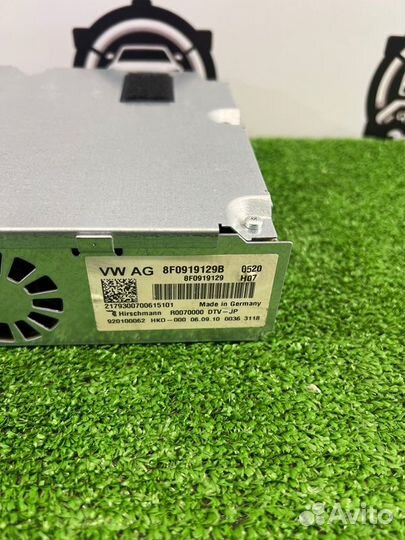 VW AG 8F0919129B 0520
8F0919129 H07
2179300700615101 Made in Germany
Hirschmann R0070000 DTV-JP
920100062 HKO-000 06.09.10 0036 3118
Avito